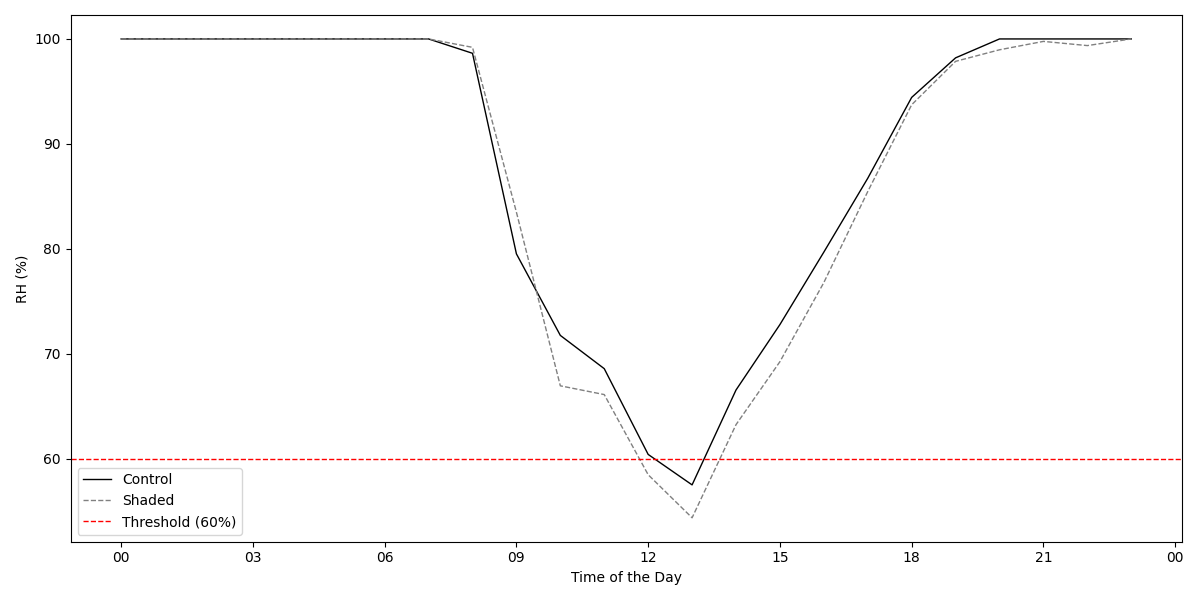 100
90
80
70
60
RH (%)
Control
Shaded
Threshold (60%)
00 03 06 09 12 15 18 21 00
Time of the Day